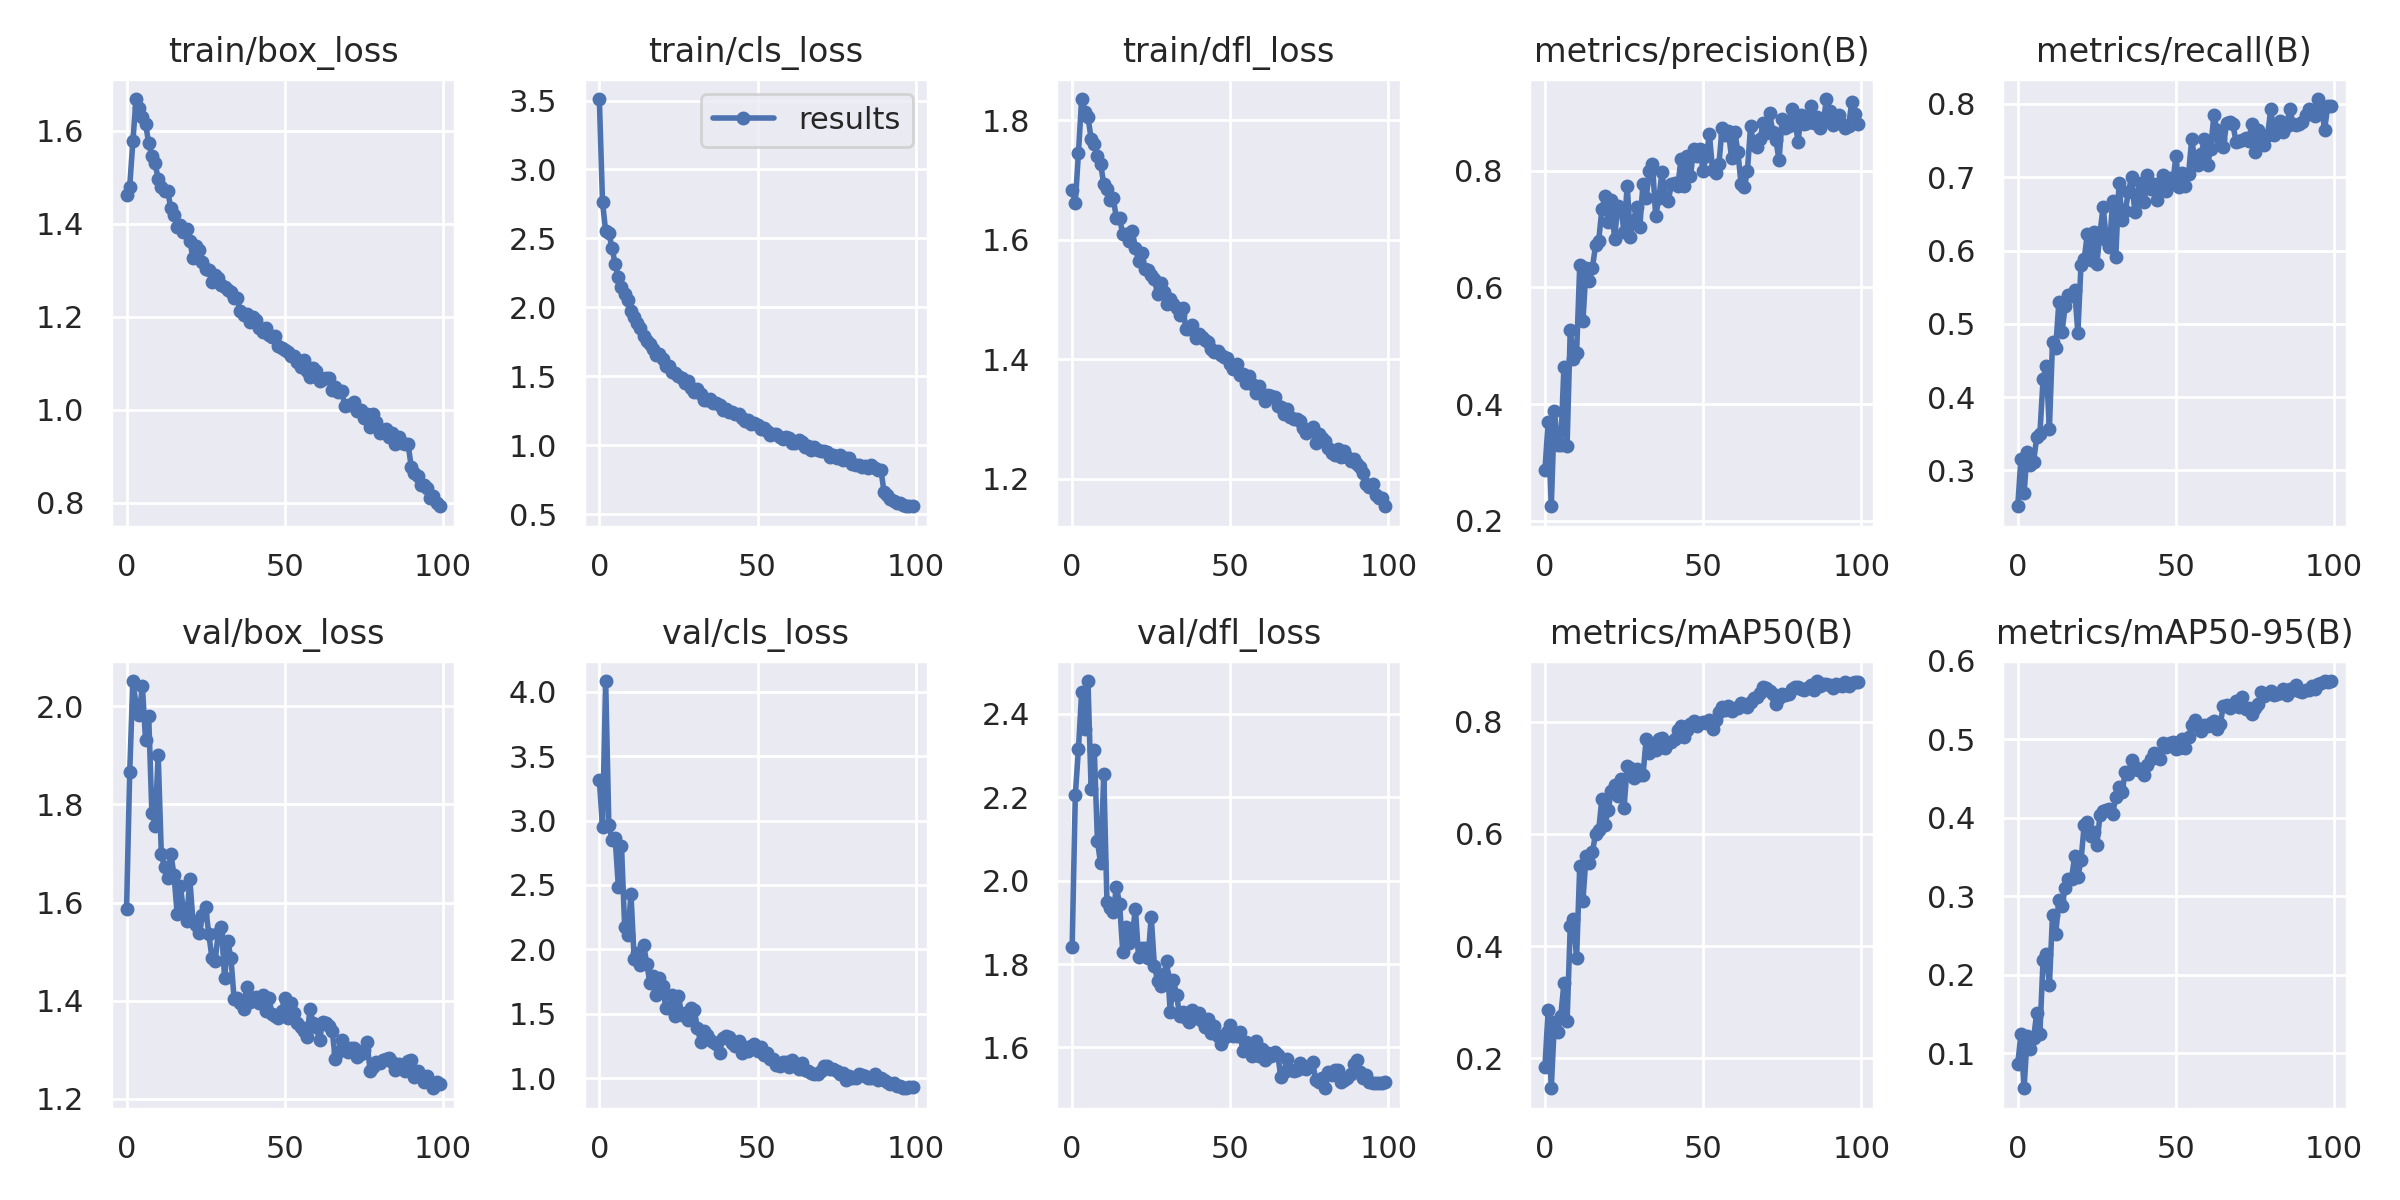 train/box_loss
1.6
1.4
1.2
1.0
0.8
0 50 100
train/cls_loss
results
3.5
3.0
2.5
2.0
1.5
1.0
0.5
0 50 100
train/dfl_loss
1.8
1.6
1.4
1.2
0 50 100
metrics/precision(B)
0.8
0.6
0.4
0.2
0 50 100
metrics/recall(B)
0.8
0.7
0.6
0.5
0.4
0.3
0 50 100
val/box_loss
2.0
1.8
1.6
1.4
1.2
0 50 100
val/cls_loss
4.0
3.5
3.0
2.5
2.0
1.5
1.0
0 50 100
val/dfl_loss
2.4
2.2
2.0
1.8
1.6
0 50 100
metrics/mAP50(B)
0.8
0.6
0.4
0.2
0 50 100
metrics/mAP50-95(B)
0.6
0.5
0.4
0.3
0.2
0.1
0 50 100